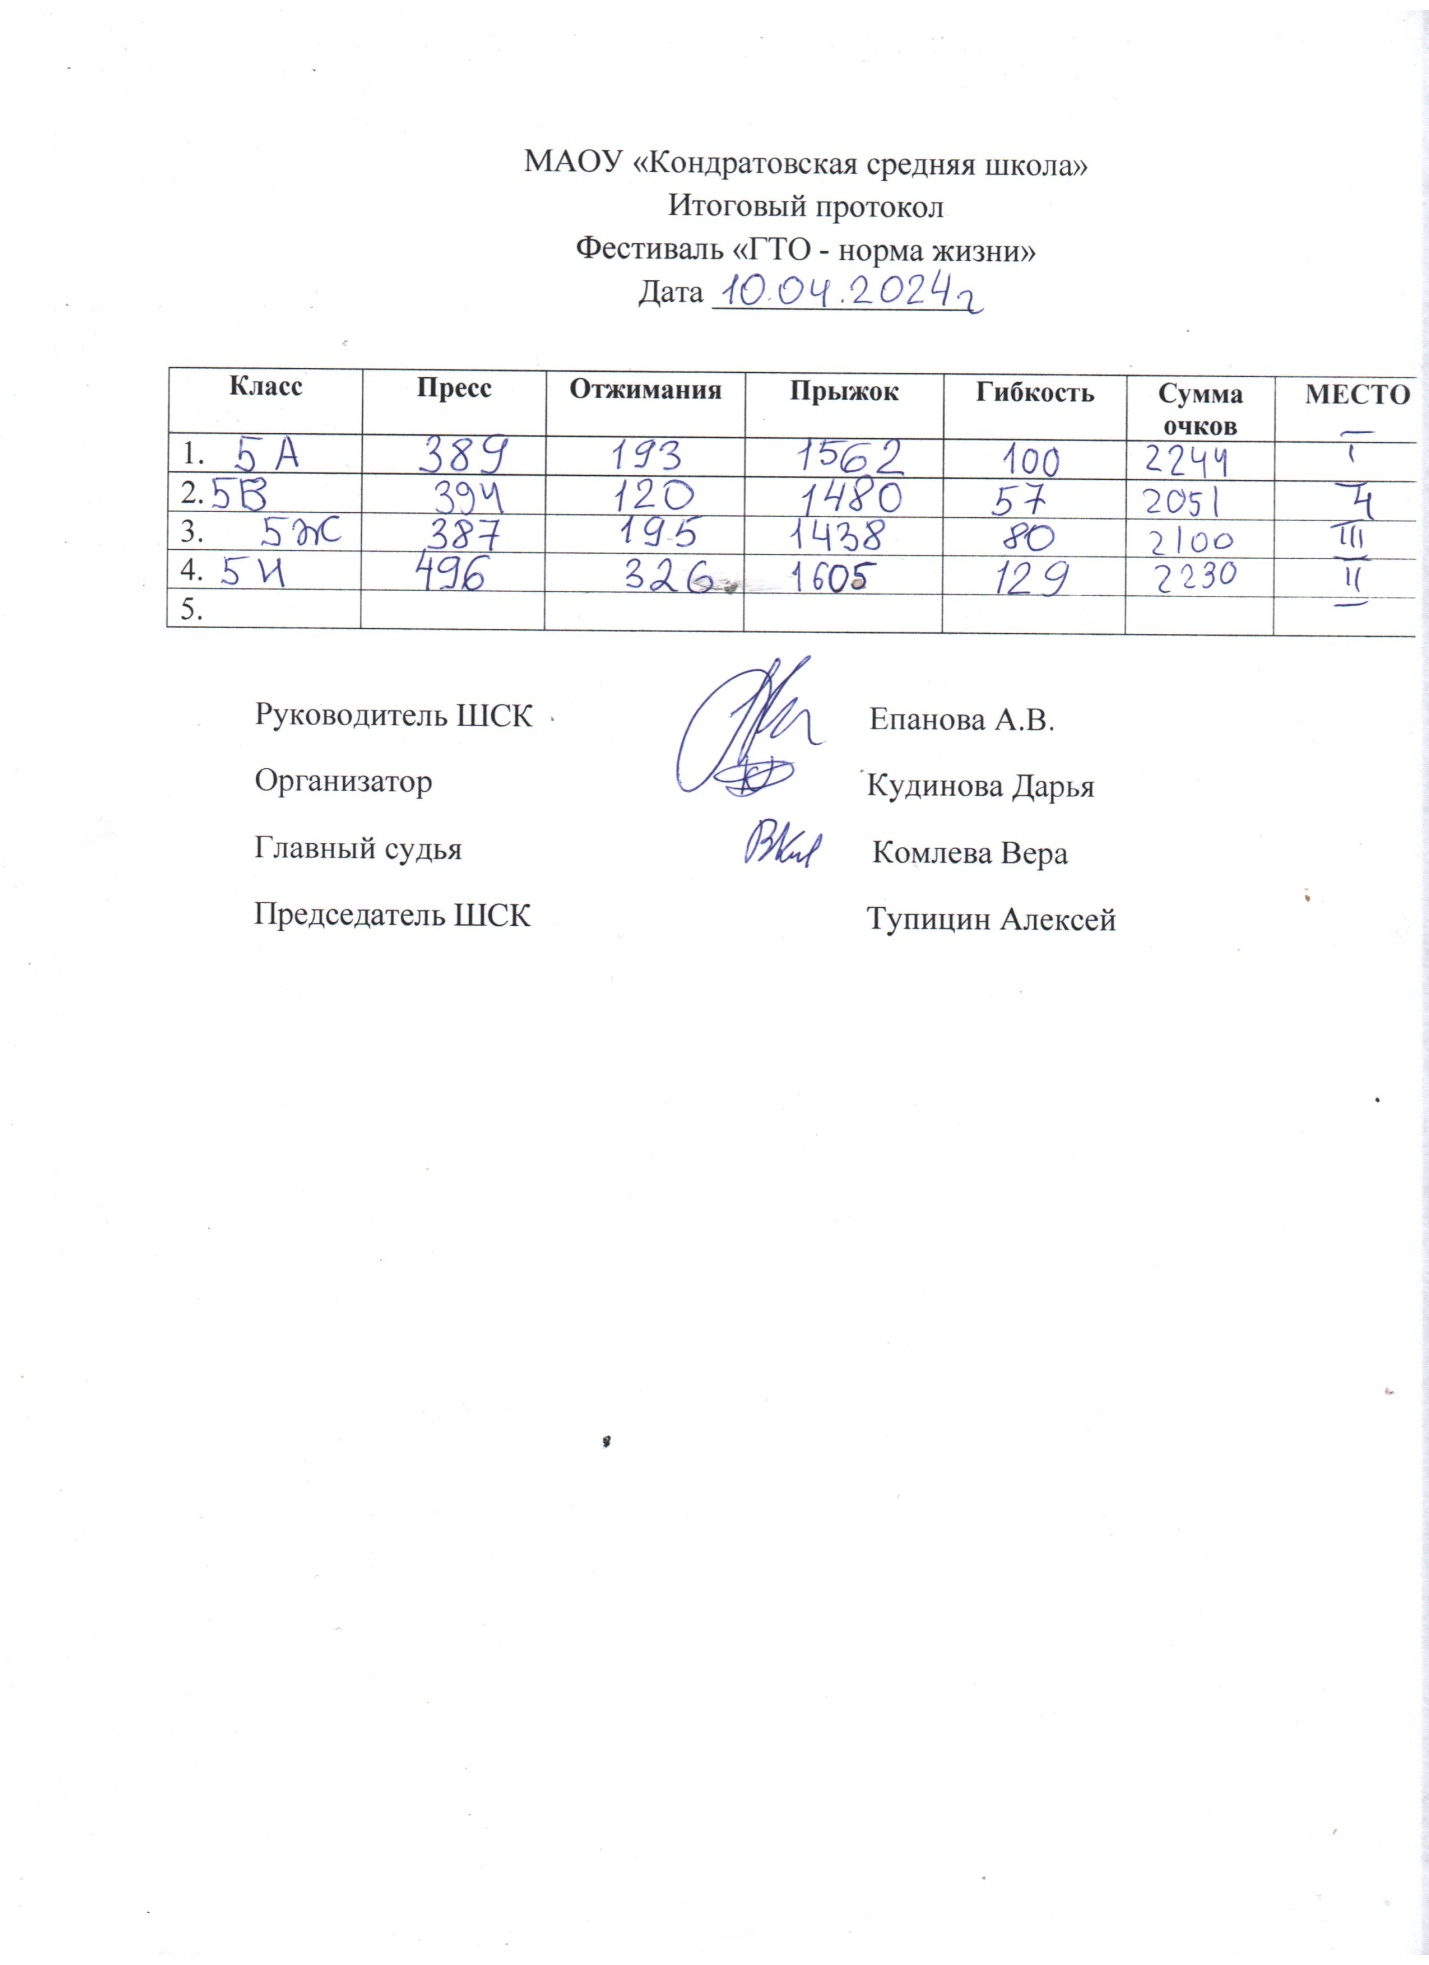 МАОУ «Кондратовская средняя школа»
Итоговый протокол
Фестиваль «ГТО - норма жизни»
Дата 10.04.2024г
Класс Пресс Отжимания Прыжок Гибкость Сумма очков МЕСТО
1. 5 А 389 193 1562 100 2244 I
2. 5В 394 120 1480 57 2051 4
3. 5Ж 387 195 1438 80 2100 III
4. 5И 496 326 1605 129 2230 II
5.
Руководитель ШСК Епанова А.В.
Организатор Кудинова Дарья
Главный судья Комлева Вера
Председатель ШСК Тупицин Алексей